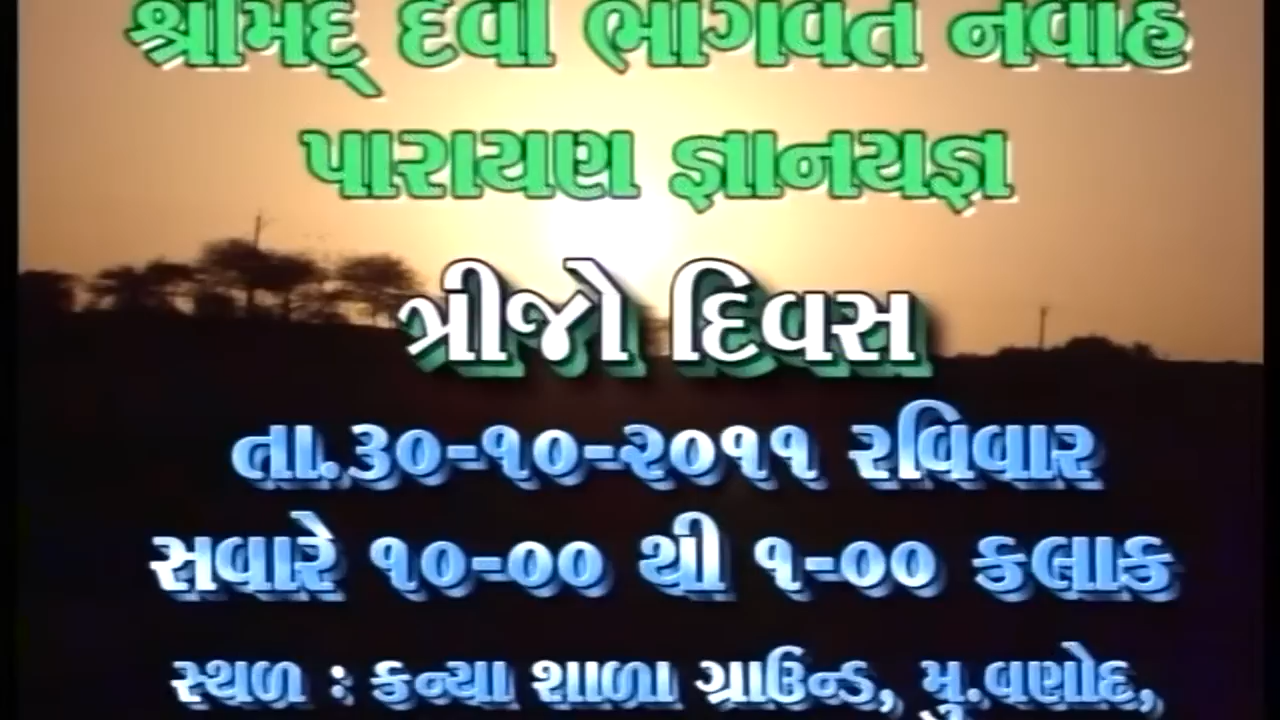 શ્રીમદ્ દેવી ભાગવત નવાહ
પારાયણ જ્ઞાનયજ્ઞ
ત્રીજો દિવસ
તા.૩૦-૧૦-૨૦૧૧ રવિવાર
સવારે ૧૦-૦૦ થી ૧-૦૦ કલાક
સ્થળ : કન્યા શાળા ગ્રાઉન્ડ, મુ.વણોદ,